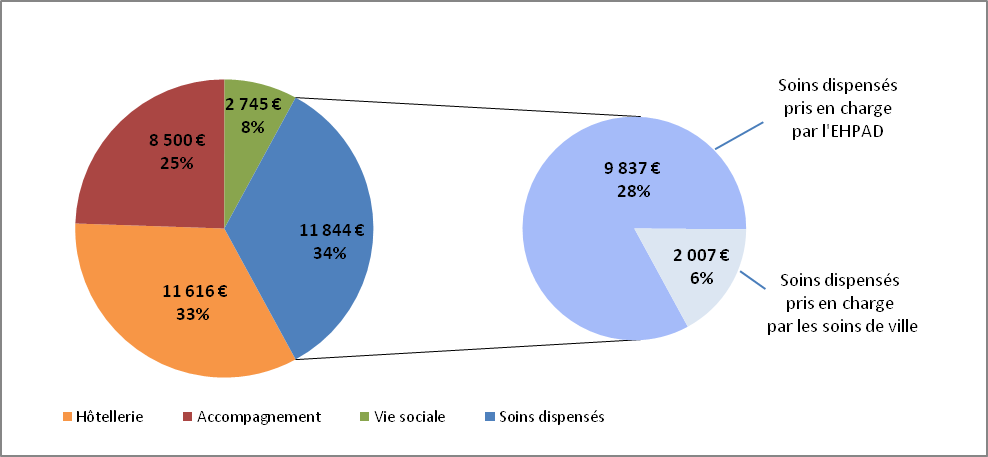 2 745 €
8%
8 500 €
25%
11 844 €
34%
11 616 €
33%
9 837 €
28%
2 007 €
6%
Soins dispensés
pris en charge
par l'EHPAD
Soins dispensés
pris en charge
par les soins de ville
Hôtellerie
Accompagnement
Vie sociale
Soins dispensés